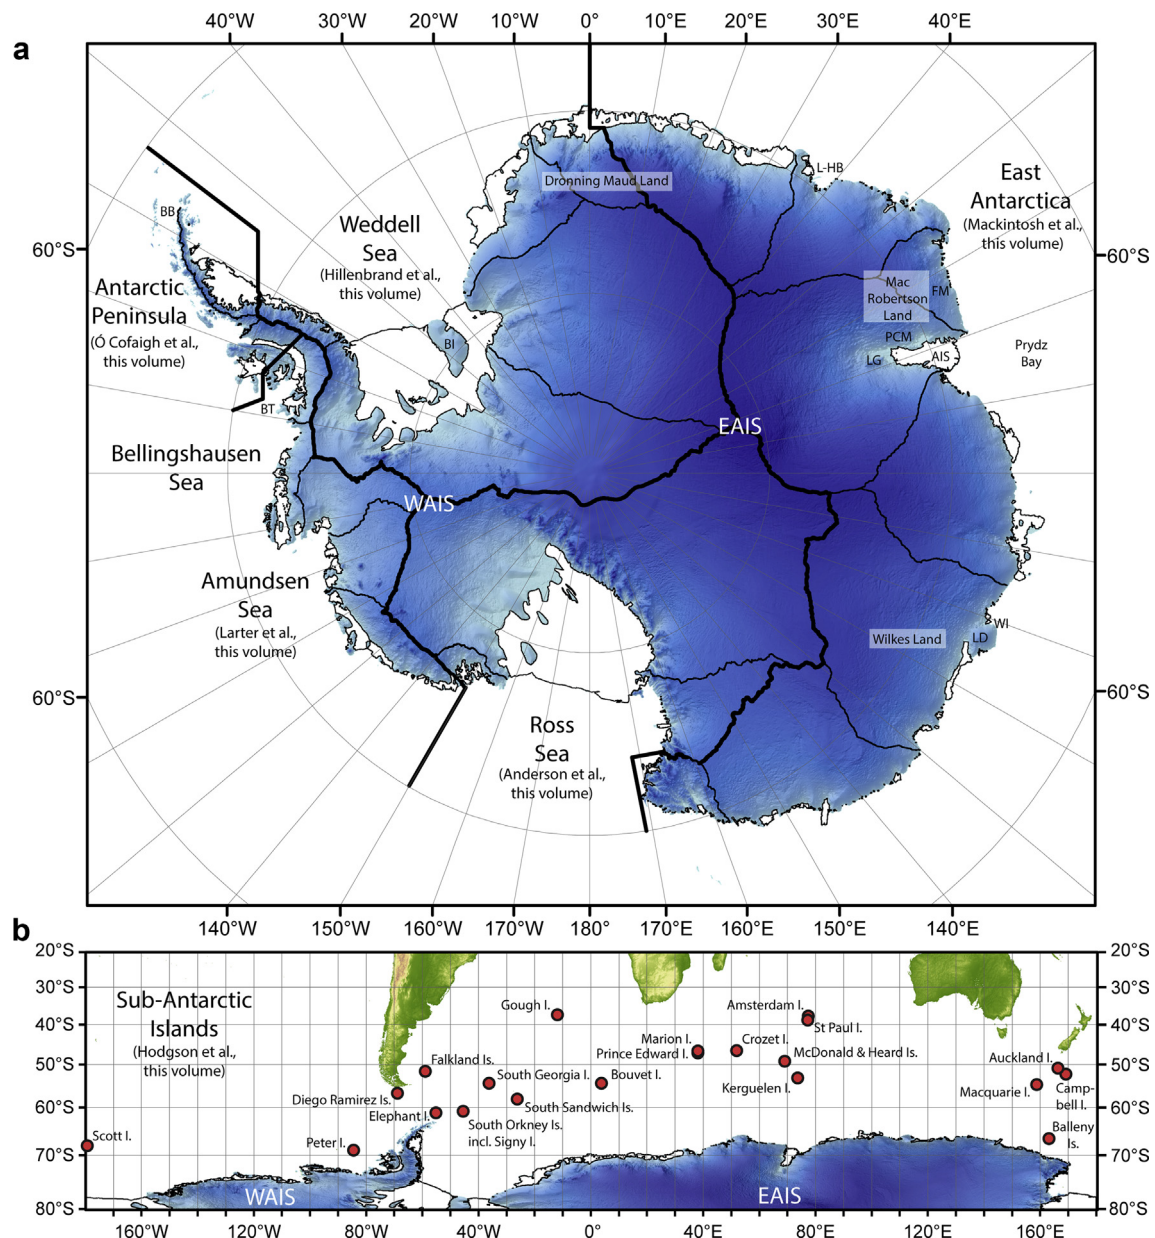 a
40°W 30°W 20°W 10°W 0° 10°E 20°E 30°E 40°E
L-HB
East
Antarctica
(Mackintosh et al.,
this volume)
Dronning Maud Land
BB
Weddell
Sea
(Hillenbrand et al.,
this volume)
60°S
60°S
Antarctic
Peninsula
(Ó Cofaigh et al.,
this volume)
Mac
Robertson
Land
FM
PCM
LG
AIS
Prydz
Bay
BI
BT
EAIS
Bellingshausen
Sea
WAIS
Amundsen
Sea
(Larter et al.,
this volume)
WI
LD
Wilkes Land
60°S
60°S
Ross
Sea
(Anderson et al.,
this volume)
140°W 150°W 160°W 170°W 180°W 170°E 160°E 150°E 140°E
b
20°S
30°S
40°S
50°S
60°S
70°S
80°S
Sub-Antarctic
Islands
(Hodgson et al.,
this volume)
Gough I.
Amsterdam I.
St Paul I.
Marion I.
Prince Edward I.
Crozet I.
McDonald & Heard Is.
Kerguelen I.
Falkland Is.
South Georgia I.
Bouvet I.
Auckland I.
Macquarie I.
Camp-
bell I.
Diego Ramirez Is.
Elephant I.
South Sandwich Is.
South Orkney Is.
incl. Signy I.
Balleny
Is.
Scott I.
Peter I.
WAIS
EAIS
20°S
30°S
40°S
50°S
60°S
70°S
80°S
160°W 120°W 80°W 40°W 0° 40°E 80°E 120°E 160°E